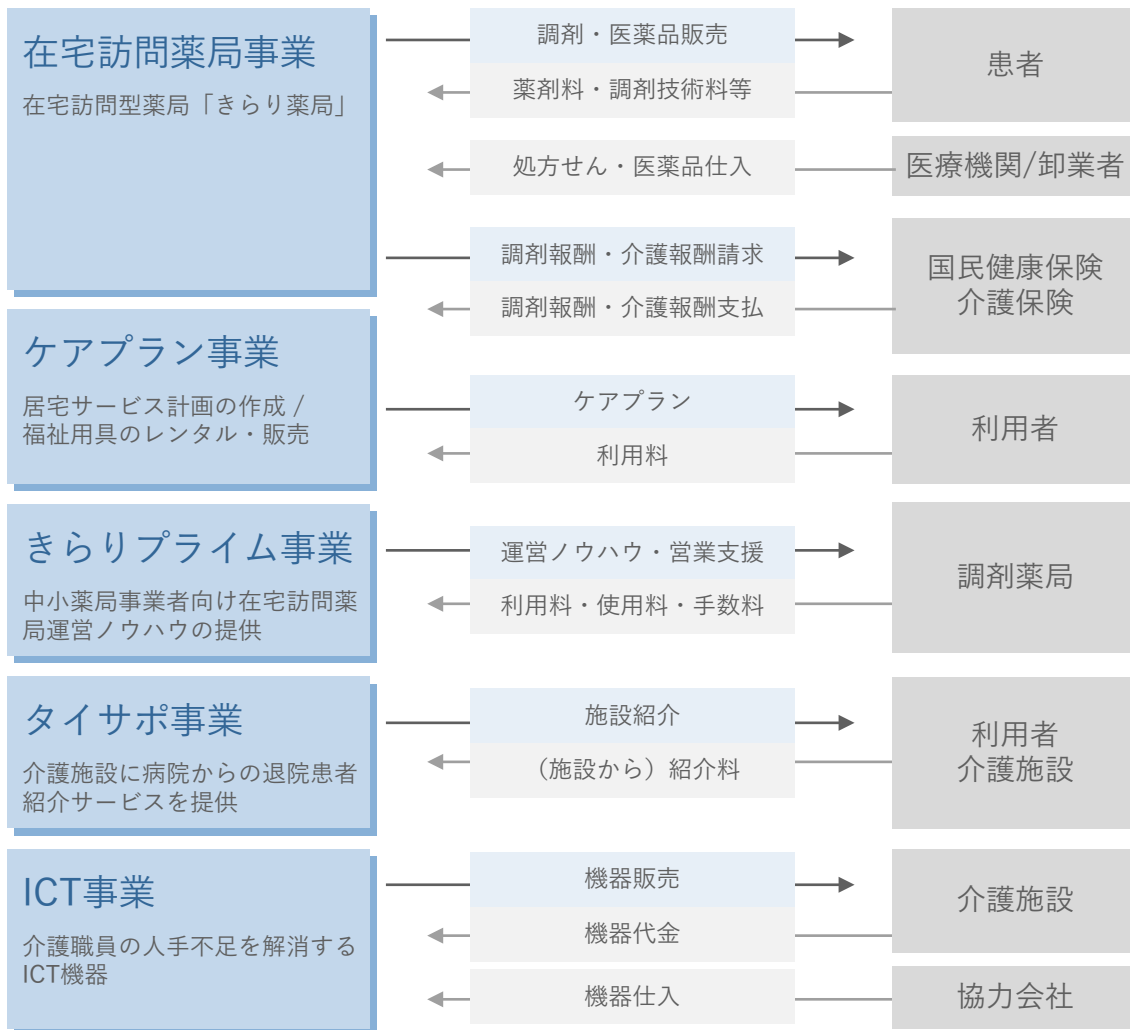 在宅訪問薬局事業
在宅訪問型薬局「きらり薬局」
調剤・医薬品販売
薬剤料・調剤技術料等
患者
処方せん・医薬品仕入
医療機関/卸業者
調剤報酬・介護報酬請求
調剤報酬・介護報酬支払
国民健康保険
介護保険
ケアプラン事業
居宅サービス計画の作成 /
福祉用具のレンタル・販売
ケアプラン
利用料
利用者
きらりプライム事業
中小薬局事業者向け在宅訪問薬
局運営ノウハウの提供
運営ノウハウ・営業支援
利用料・使用料・手数料
調剤薬局
タイサポ事業
介護施設に病院からの退院患者
紹介サービスを提供
施設紹介
（施設から）紹介料
利用者
介護施設
ICT事業
介護職員の人手不足を解消する
ICT機器
機器販売
機器代金
介護施設
機器仕入
協力会社